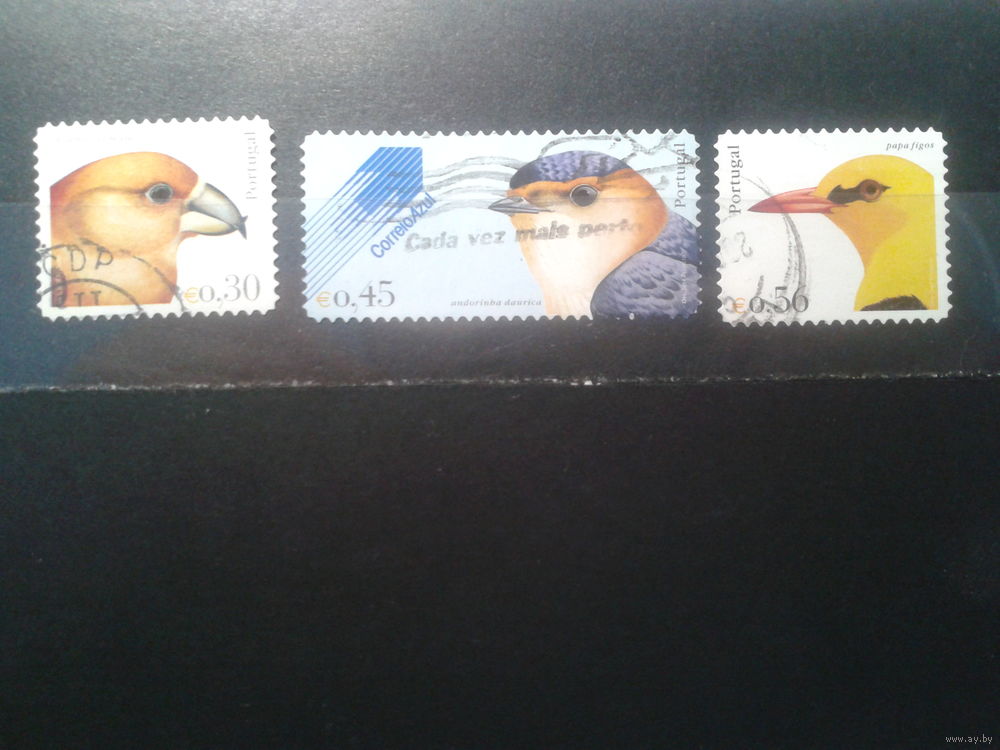 Portugal
€0,30
CDP
CorreioAzul
Cada vez mais perto
Portugal
€0,45
andorinha daurica
papa figos
Portugal
€0,56
www.ay.by